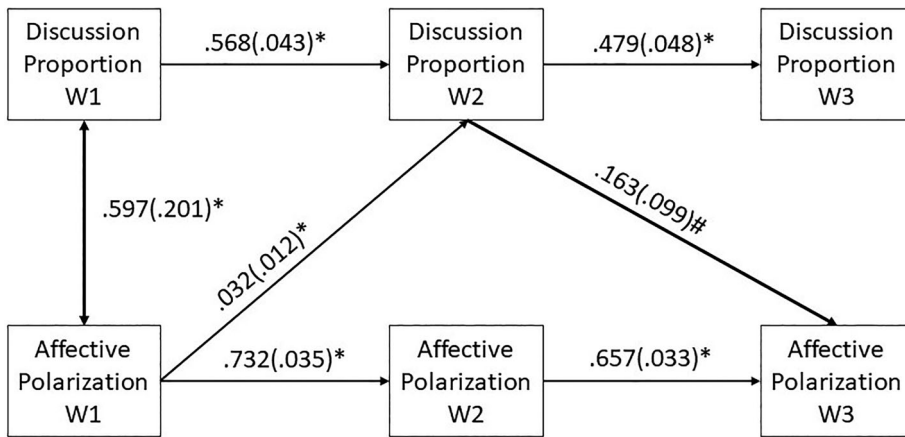 Discussion
Proportion
W1
.568(.043)*
Discussion
Proportion
W2
.479(.048)*
Discussion
Proportion
W3
.597(.201)*
.032(.012)*
.163(.099)#
Affective
Polarization
W1
.732(.035)*
Affective
Polarization
W2
.657(.033)*
Affective
Polarization
W3